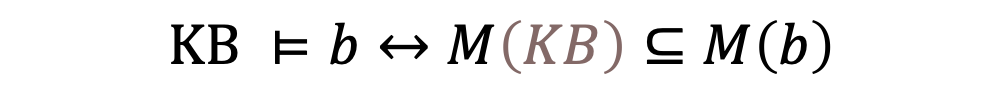 KB ⊨ b ↔ M(KB) ⊆ M(b)